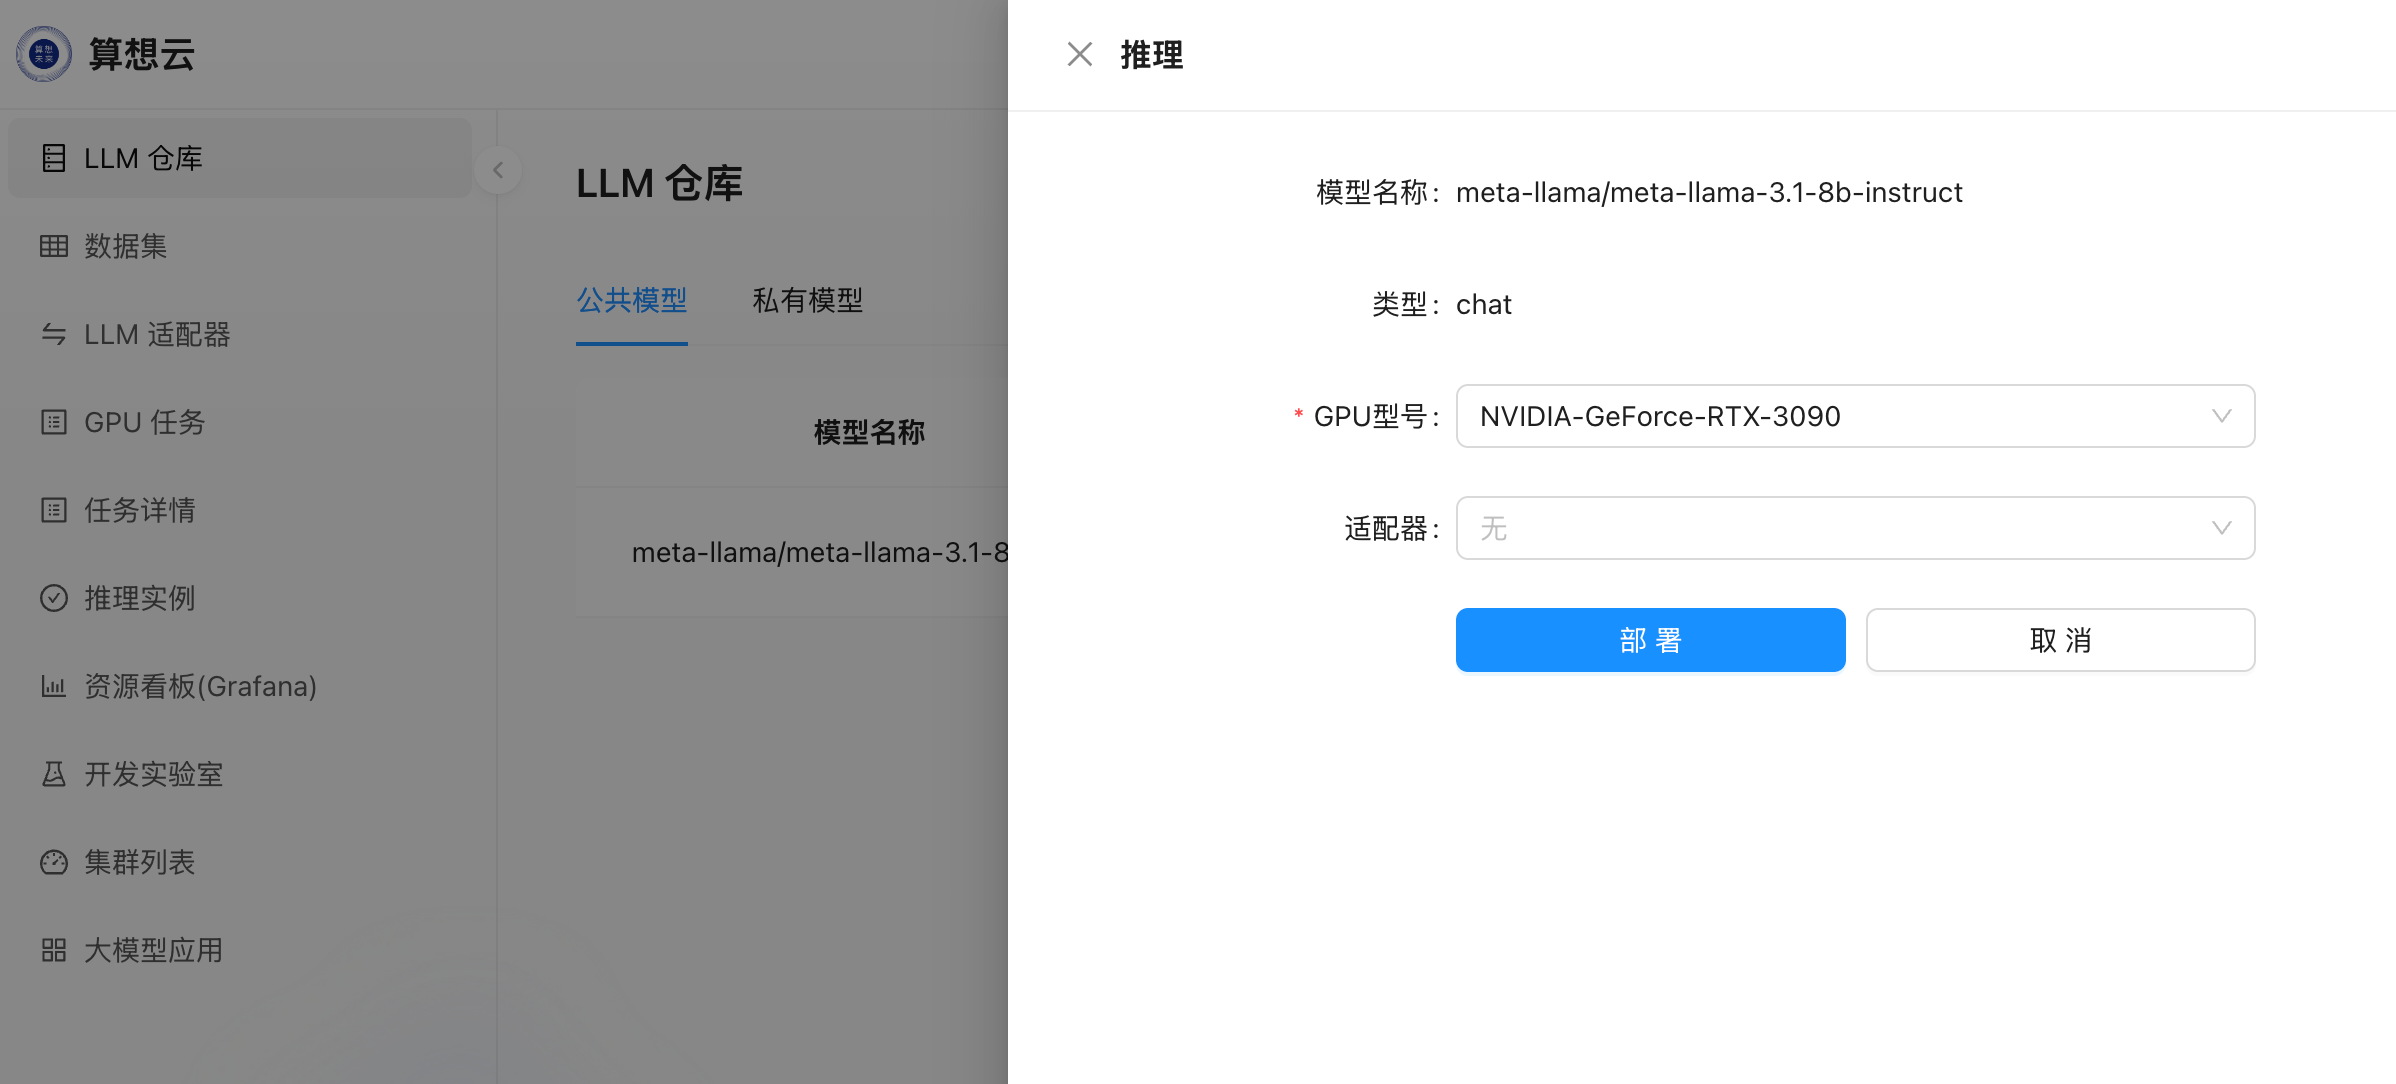 算想
未来
算想云
LLM 仓库
数据集
LLM 适配器
GPU 任务
任务详情
推理实例
资源看板(Grafana)
开发实验室
集群列表
大模型应用
LLM 仓库
公共模型 私有模型
模型名称
meta-llama/meta-llama-3.1-8
推理
模型名称: meta-llama/meta-llama-3.1-8b-instruct
类型: chat
* GPU型号: NVIDIA-GeForce-RTX-3090
适配器: 无
部 署 取 消